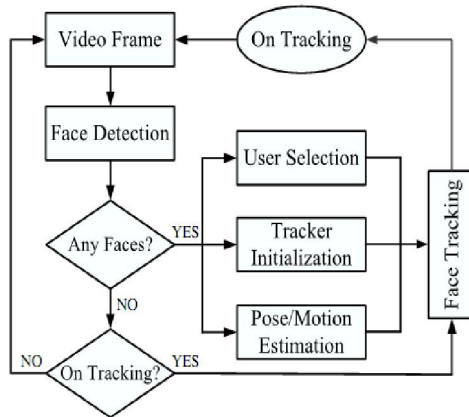 Video Frame
On Tracking
Face Detection
User Selection
Any Faces?
YES
Tracker
Initialization
Face Tracking
NO
Pose/Motion
Estimation
NO
On Tracking?
YES